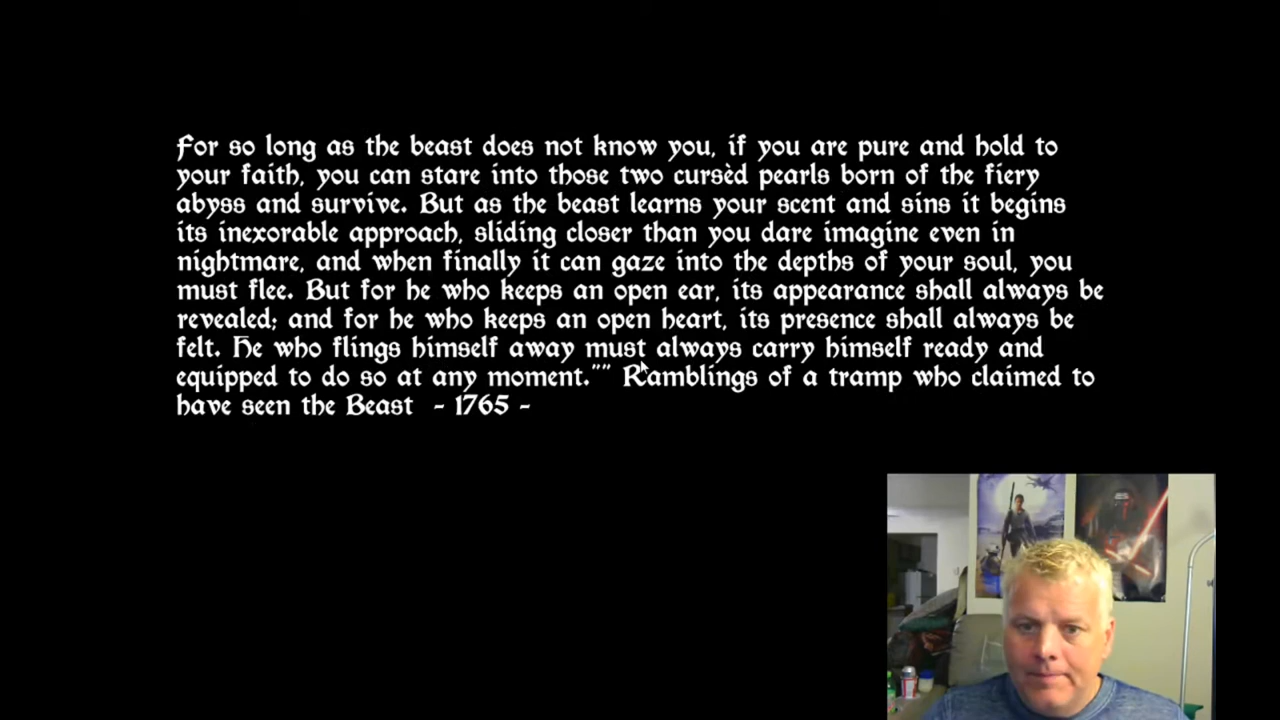 For so long as the beast does not know you, if you are pure and hold to
your faith, you can stare into those two cursèd pearls born of the fiery
abyss and survive. But as the beast learns your scent and sins it begins
its inexorable approach, sliding closer than you dare imagine even in
nightmare, and when finally it can gaze into the depths of your soul, you
must flee. But for he who keeps an open ear, its appearance shall always be
revealed; and for he who keeps an open heart, its presence shall always be
felt. He who flings himself away must always carry himself ready and
equipped to do so at any moment."" Ramblings of a tramp who claimed to
have seen the Beast - 1765 -